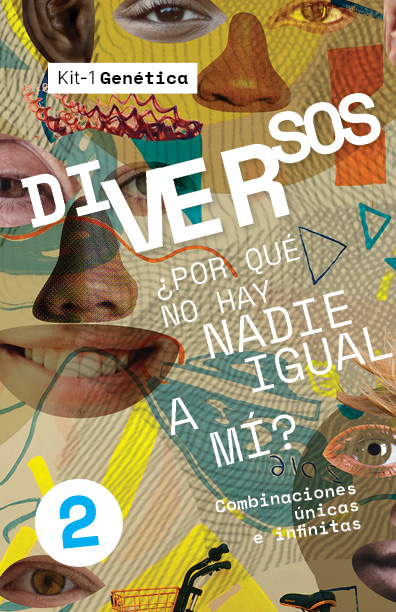 Kit-1 Genética
DIVERSOS
¿POR QUÉ
NO HAY
NADIE
IGUAL
A
MÍ?
Combinaciones
únicas
e infinitas
2